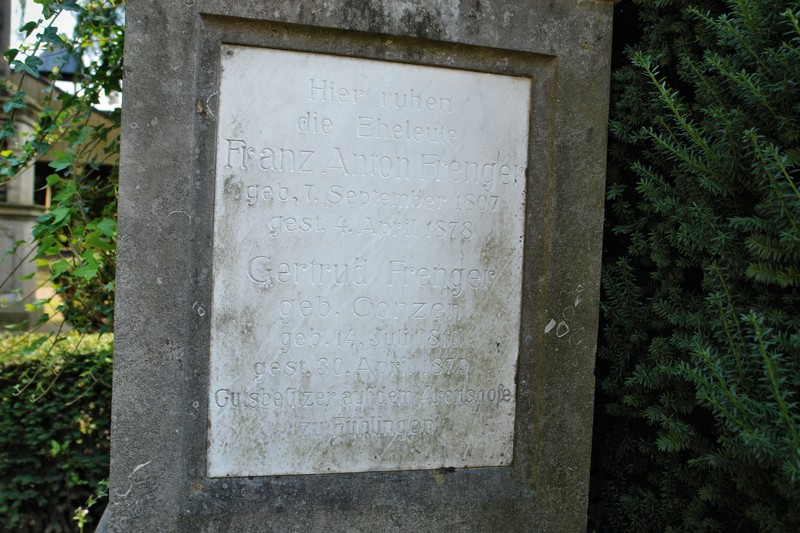 Hier ruhen
die Eheleute
Franz Anton Frenger
geb. 7. September 1807
gest. 4. April 1878
Gertrud Frenger
geb. Conzen
geb. 14. Juli 1810
gest. 30. April 1879
Gutsbesitzer auf dem
zu